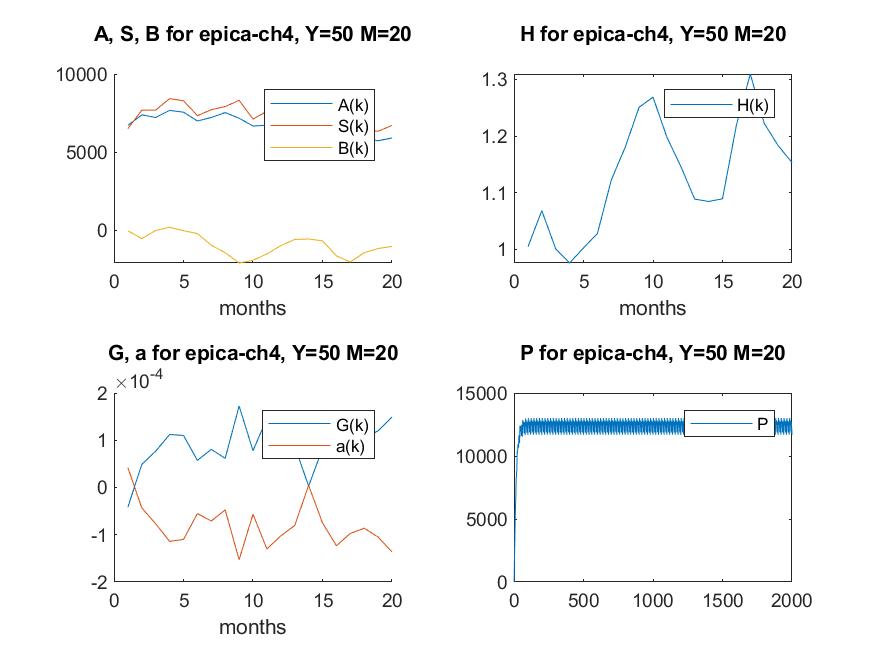 A, S, B for epica-ch4, Y=50 M=20
10000
5000
0
A(k)
S(k)
B(k)
0 5 10 15 20
months
H for epica-ch4, Y=50 M=20
1.3
1.2
1.1
1
H(k)
0 5 10 15 20
months
G, a for epica-ch4, Y=50 M=20
×10-4
2
1
0
-1
-2
G(k)
a(k)
0 5 10 15 20
months
P for epica-ch4, Y=50 M=20
15000
10000
5000
0
P
0 500 1000 1500 2000